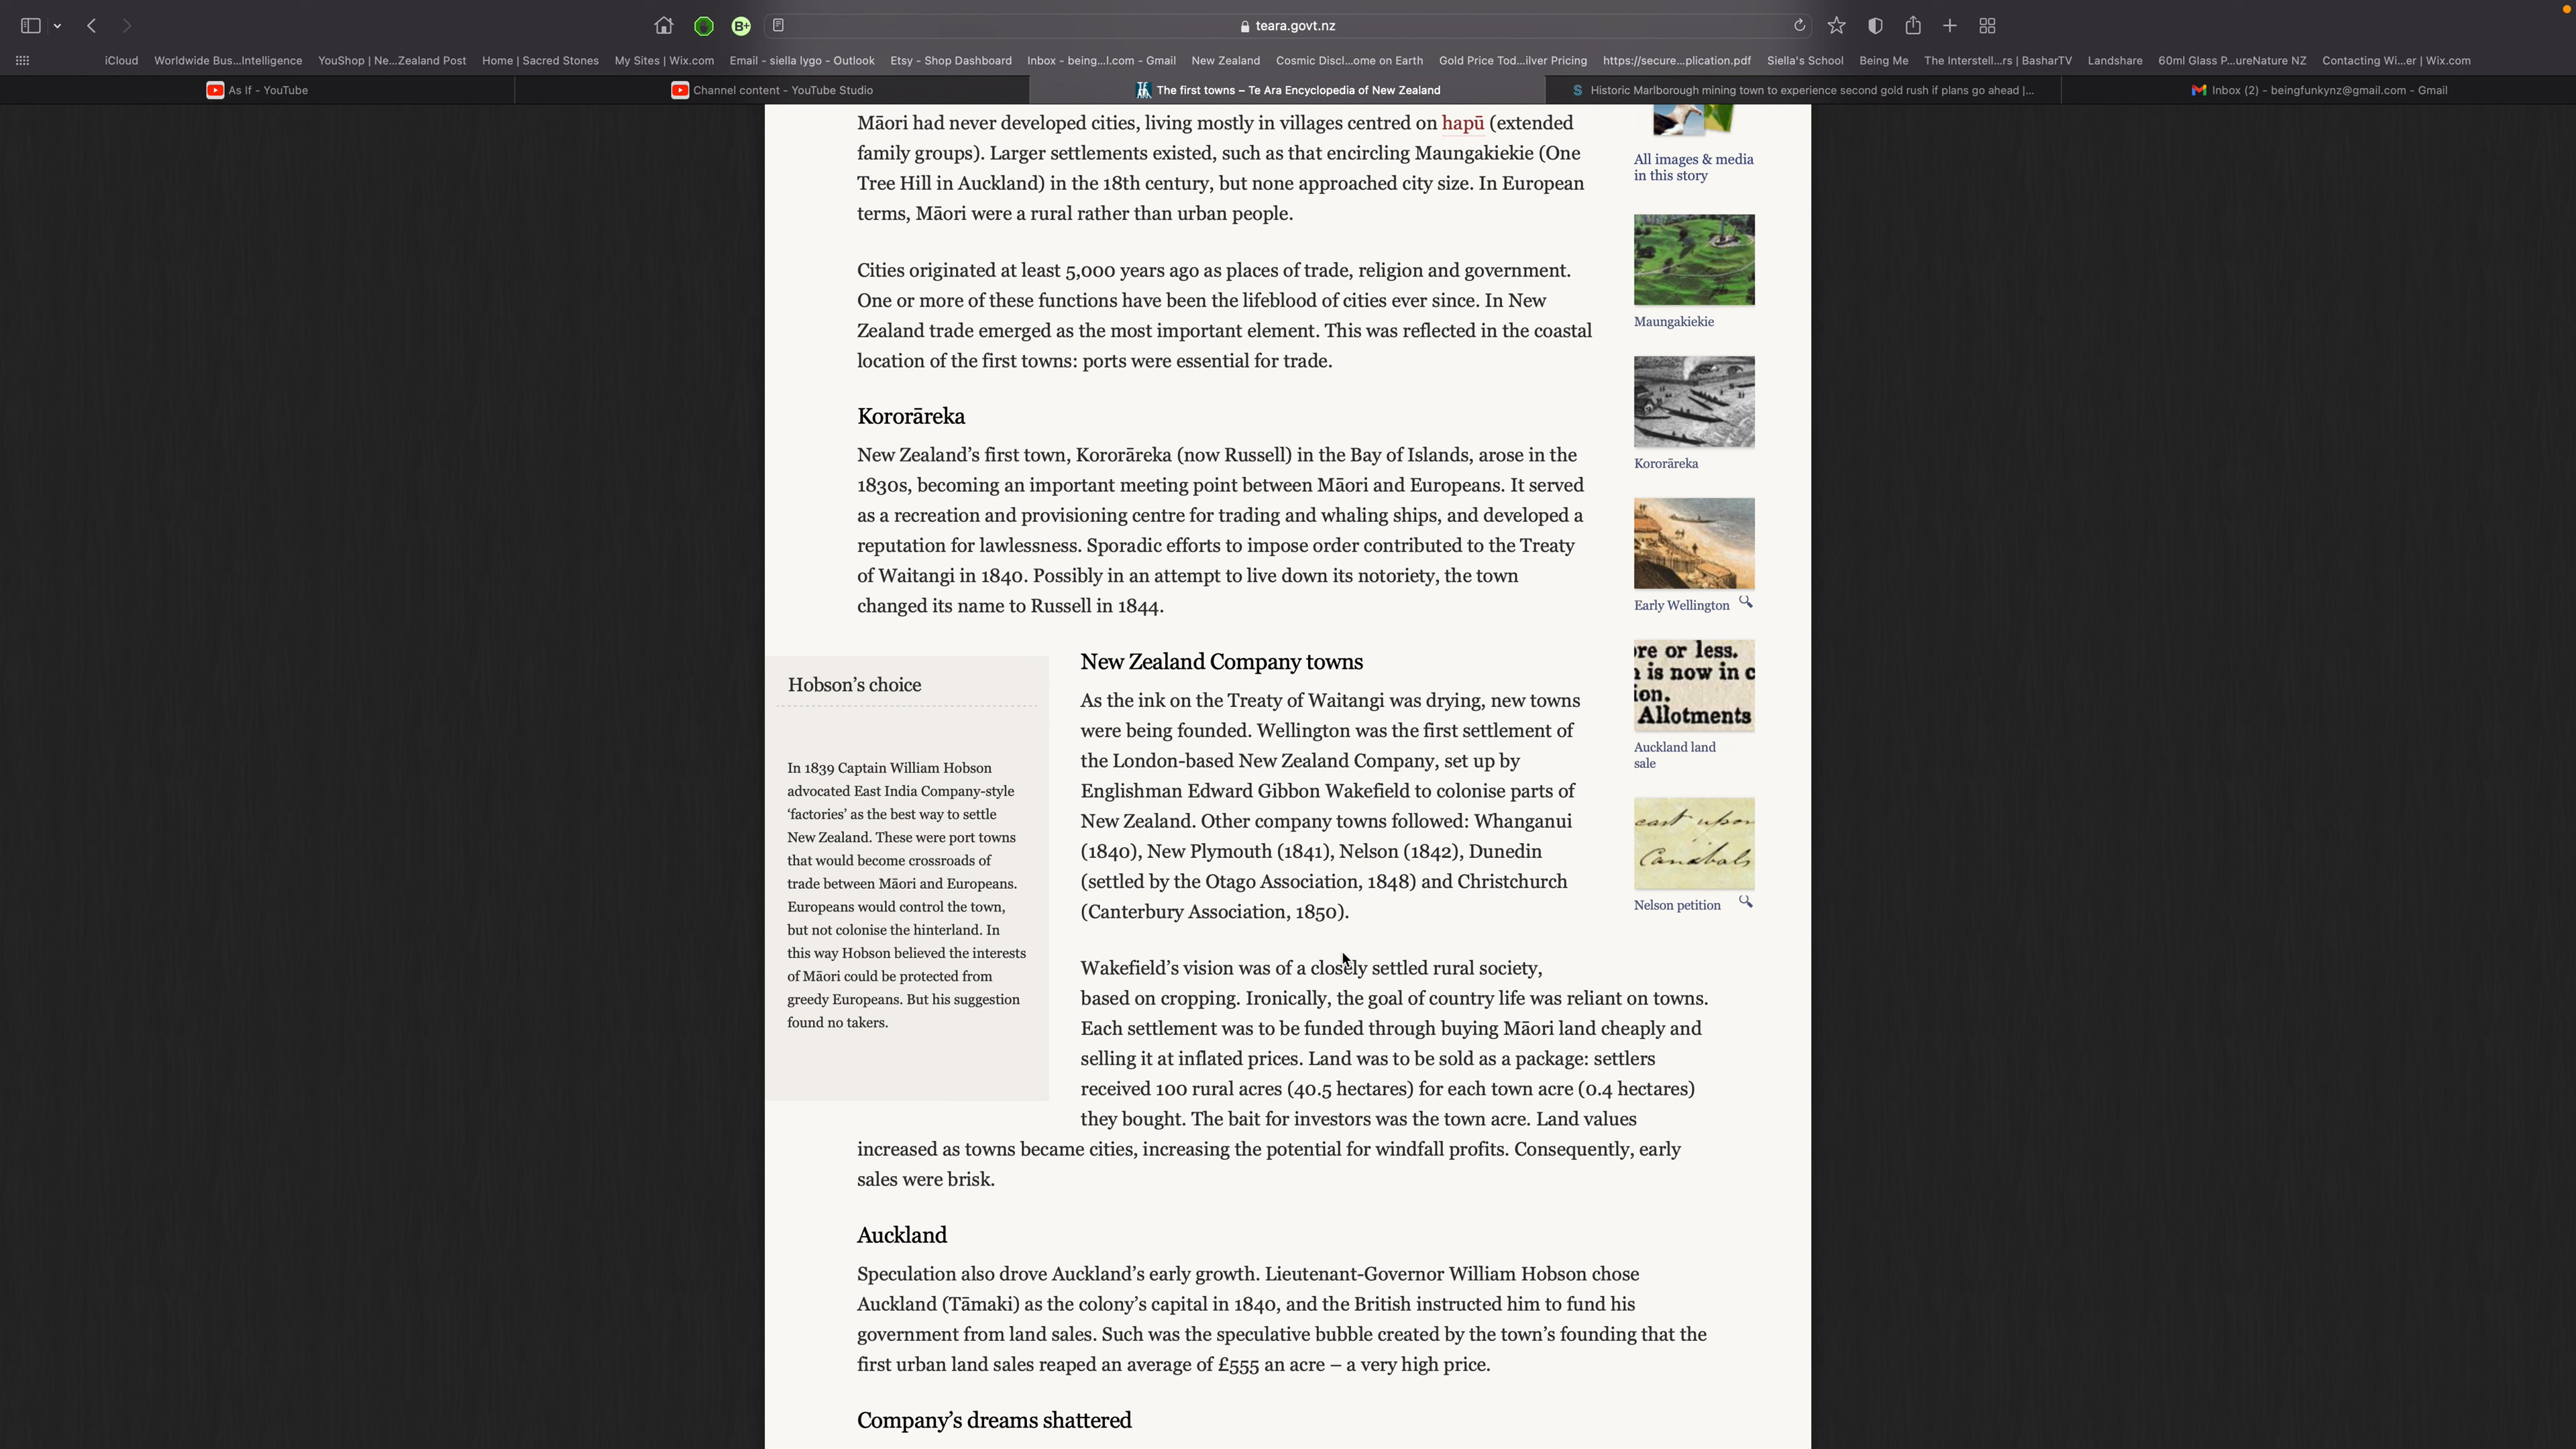 teara.govt.nz
iCloud
Worldwide Bus...Intelligence
YouShop | Ne...Zealand Post
Home | Sacred Stones
My Sites | Wix.com
Email - siella lygo - Outlook
Etsy - Shop Dashboard
Inbox - being...l.com - Gmail
New Zealand
Cosmic Discl...ome on Earth
Gold Price Tod...ilver Pricing
https://secure...plication.pdf
Siella's School
Being Me
The Interstell...rs | BasharTV
Landshare
60ml Glass P...ureNature NZ
Contacting Wi...er | Wix.com
As If - YouTube
Channel content - YouTube Studio
The first towns – Te Ara Encyclopedia of New Zealand
Historic Marlborough mining town to experience second gold rush if plans go ahead |...
Inbox (2) - beingfunkynz@gmail.com - Gmail
Māori had never developed cities, living mostly in villages centred on hapū (extended
family groups). Larger settlements existed, such as that encircling Maungakiekie (One
Tree Hill in Auckland) in the 18th century, but none approached city size. In European
terms, Māori were a rural rather than urban people.
Cities originated at least 5,000 years ago as places of trade, religion and government.
One or more of these functions have been the lifeblood of cities ever since. In New
Zealand trade emerged as the most important element. This was reflected in the coastal
location of the first towns: ports were essential for trade.
Kororāreka
New Zealand's first town, Kororāreka (now Russell) in the Bay of Islands, arose in the
1830s, becoming an important meeting point between Māori and Europeans. It served
as a recreation and provisioning centre for trading and whaling ships, and developed a
reputation for lawlessness. Sporadic efforts to impose order contributed to the Treaty
of Waitangi in 1840. Possibly in an attempt to live down its notoriety, the town
changed its name to Russell in 1844.
Hobson's choice
In 1839 Captain William Hobson
advocated East India Company-style
'factories' as the best way to settle
New Zealand. These were port towns
that would become crossroads of
trade between Māori and Europeans.
Europeans would control the town,
but not colonise the hinterland. In
this way Hobson believed the interests
of Māori could be protected from
greedy Europeans. But his suggestion
found no takers.
New Zealand Company towns
As the ink on the Treaty of Waitangi was drying, new towns
were being founded. Wellington was the first settlement of
the London-based New Zealand Company, set up by
Englishman Edward Gibbon Wakefield to colonise parts of
New Zealand. Other company towns followed: Whanganui
(1840), New Plymouth (1841), Nelson (1842), Dunedin
(settled by the Otago Association, 1848) and Christchurch
(Canterbury Association, 1850).
Wakefield's vision was of a closely settled rural society,
based on cropping. Ironically, the goal of country life was reliant on towns.
Each settlement was to be funded through buying Māori land cheaply and
selling it at inflated prices. Land was to be sold as a package: settlers
received 100 rural acres (40.5 hectares) for each town acre (0.4 hectares)
they bought. The bait for investors was the town acre. Land values
increased as towns became cities, increasing the potential for windfall profits. Consequently, early
sales were brisk.
Auckland
Speculation also drove Auckland's early growth. Lieutenant-Governor William Hobson chose
Auckland (Tāmaki) as the colony's capital in 1840, and the British instructed him to fund his
government from land sales. Such was the speculative bubble created by the town's founding that the
first urban land sales reaped an average of £555 an acre – a very high price.
Company's dreams shattered
All images & media
in this story
Maungakiekie
Kororāreka
Early Wellington
re or less.
is now in c
ion.
Allotments
Auckland land
sale
cast upon
Canibals
Nelson petition
B+